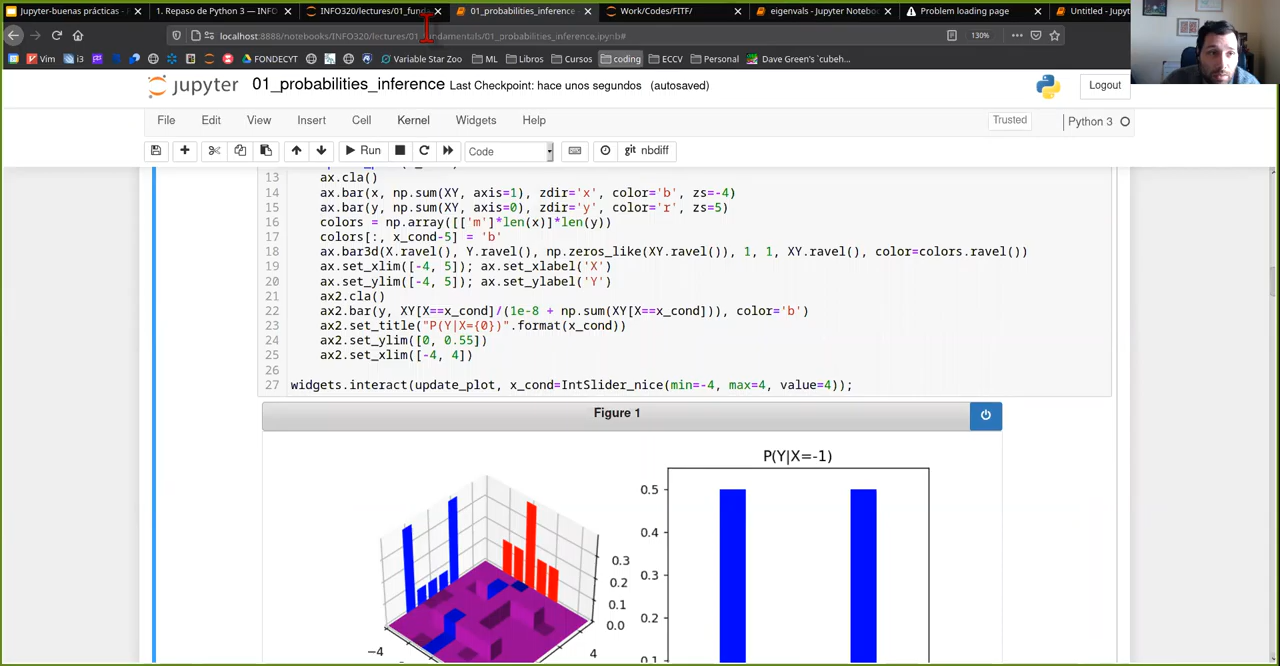 Jupyter-buenas prácticas
1. Repaso de Python 3 — INFO
INFO320/lectures/01_fund
01_probabilities_inference
Work/Codes/FITF/
eigenvals - Jupyter Notebo
Problem loading page
Untitled - Jupyt
localhost:8888/notebooks/INFO320/lectures/01_fundamentals/01_probabilities_inference.ipynb#
130%
Vim
i3
FONDECYT
Variable Star Zoo
ML
Libros
Cursos
coding
ECCV
Personal
Dave Green's `cubeh…
jupyter
01_probabilities_inference Last Checkpoint: hace unos segundos (autosaved)
Logout
File Edit View Insert Cell Kernel Widgets Help
Trusted
Python 3
Run
Code
git nbdiff
13 ax.cla()
14 ax.bar(x, np.sum(XY, axis=1), zdir='x', color='b', zs=-4)
15 ax.bar(y, np.sum(XY, axis=0), zdir='y', color='r', zs=5)
16 colors = np.array([['m']*len(x)]*len(y))
17 colors[:, x_cond-5] = 'b'
18 ax.bar3d(X.ravel(), Y.ravel(), np.zeros_like(XY.ravel()), 1, 1, XY.ravel(), color=colors.ravel())
19 ax.set_xlim([-4, 5]); ax.set_xlabel('X')
20 ax.set_ylim([-4, 5]); ax.set_ylabel('Y')
21 ax2.cla()
22 ax2.bar(y, XY[X==x_cond]/(1e-8 + np.sum(XY[X==x_cond])), color='b')
23 ax2.set_title("P(Y|X={0})".format(x_cond))
24 ax2.set_ylim([0, 0.55])
25 ax2.set_xlim([-4, 4])
26
27 widgets.interact(update_plot, x_cond=IntSlider_nice(min=-4, max=4, value=4));
Figure 1
P(Y|X=-1)
0.5
0.4
0.3
0.2
0.1
0.3
0.2
0.1
0.0
−4
4